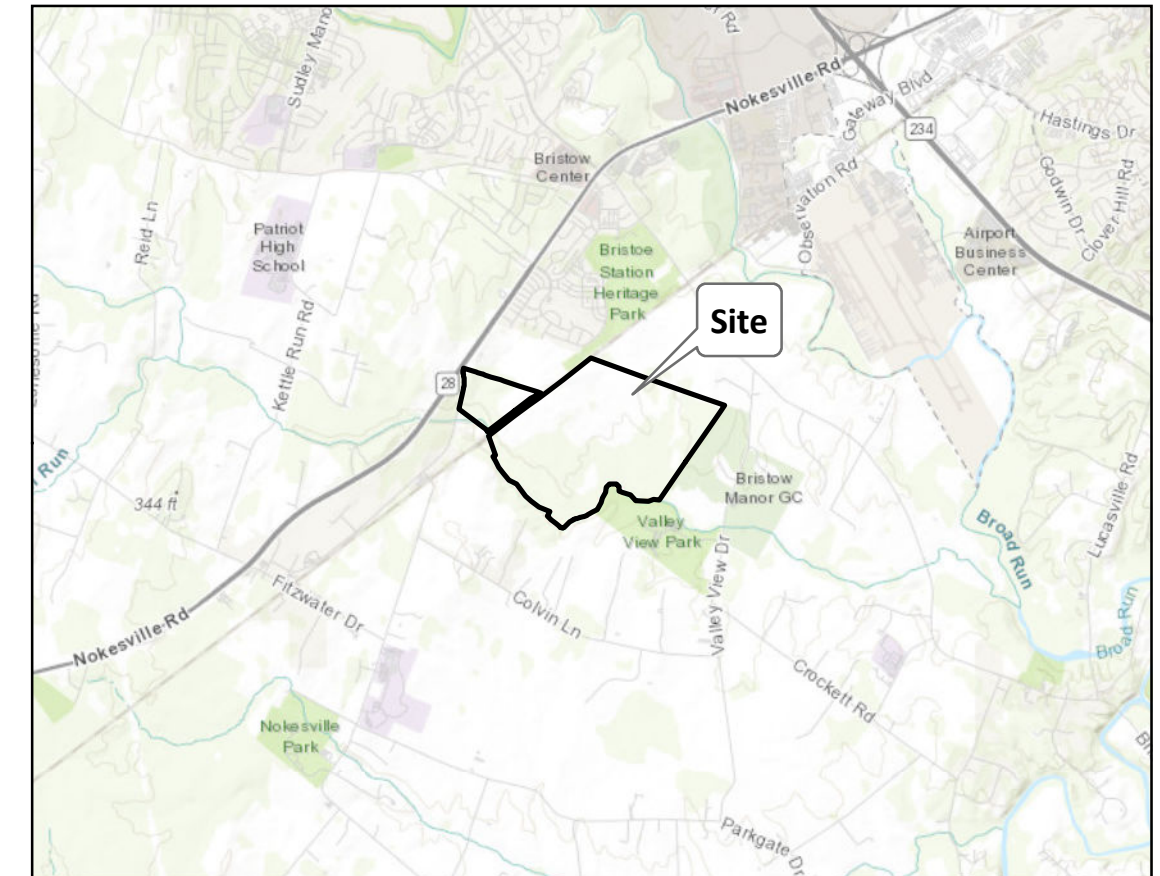 Sudley Mano
Rd
Nokesville Rd
Gateway Blvd
234
Hastings Dr
Bristow
Center
Observation Rd
Godwin Dr
Clover Hill Rd
Reid Ln
Patriot
High
School
Bristoe
Station
Heritage
Park
Airport
Business
Center
Site
Kettle Run Rd
28
Run
344 ft
Bristow
Manor GC
Lucasville Rd
Valley
View Park
Broad Run
Valley View Dr
Fitzwater Dr
Colvin Ln
Broad Run
Nokesville Rd
Crockett Rd
Nokesville
Park
Parkgate Dr